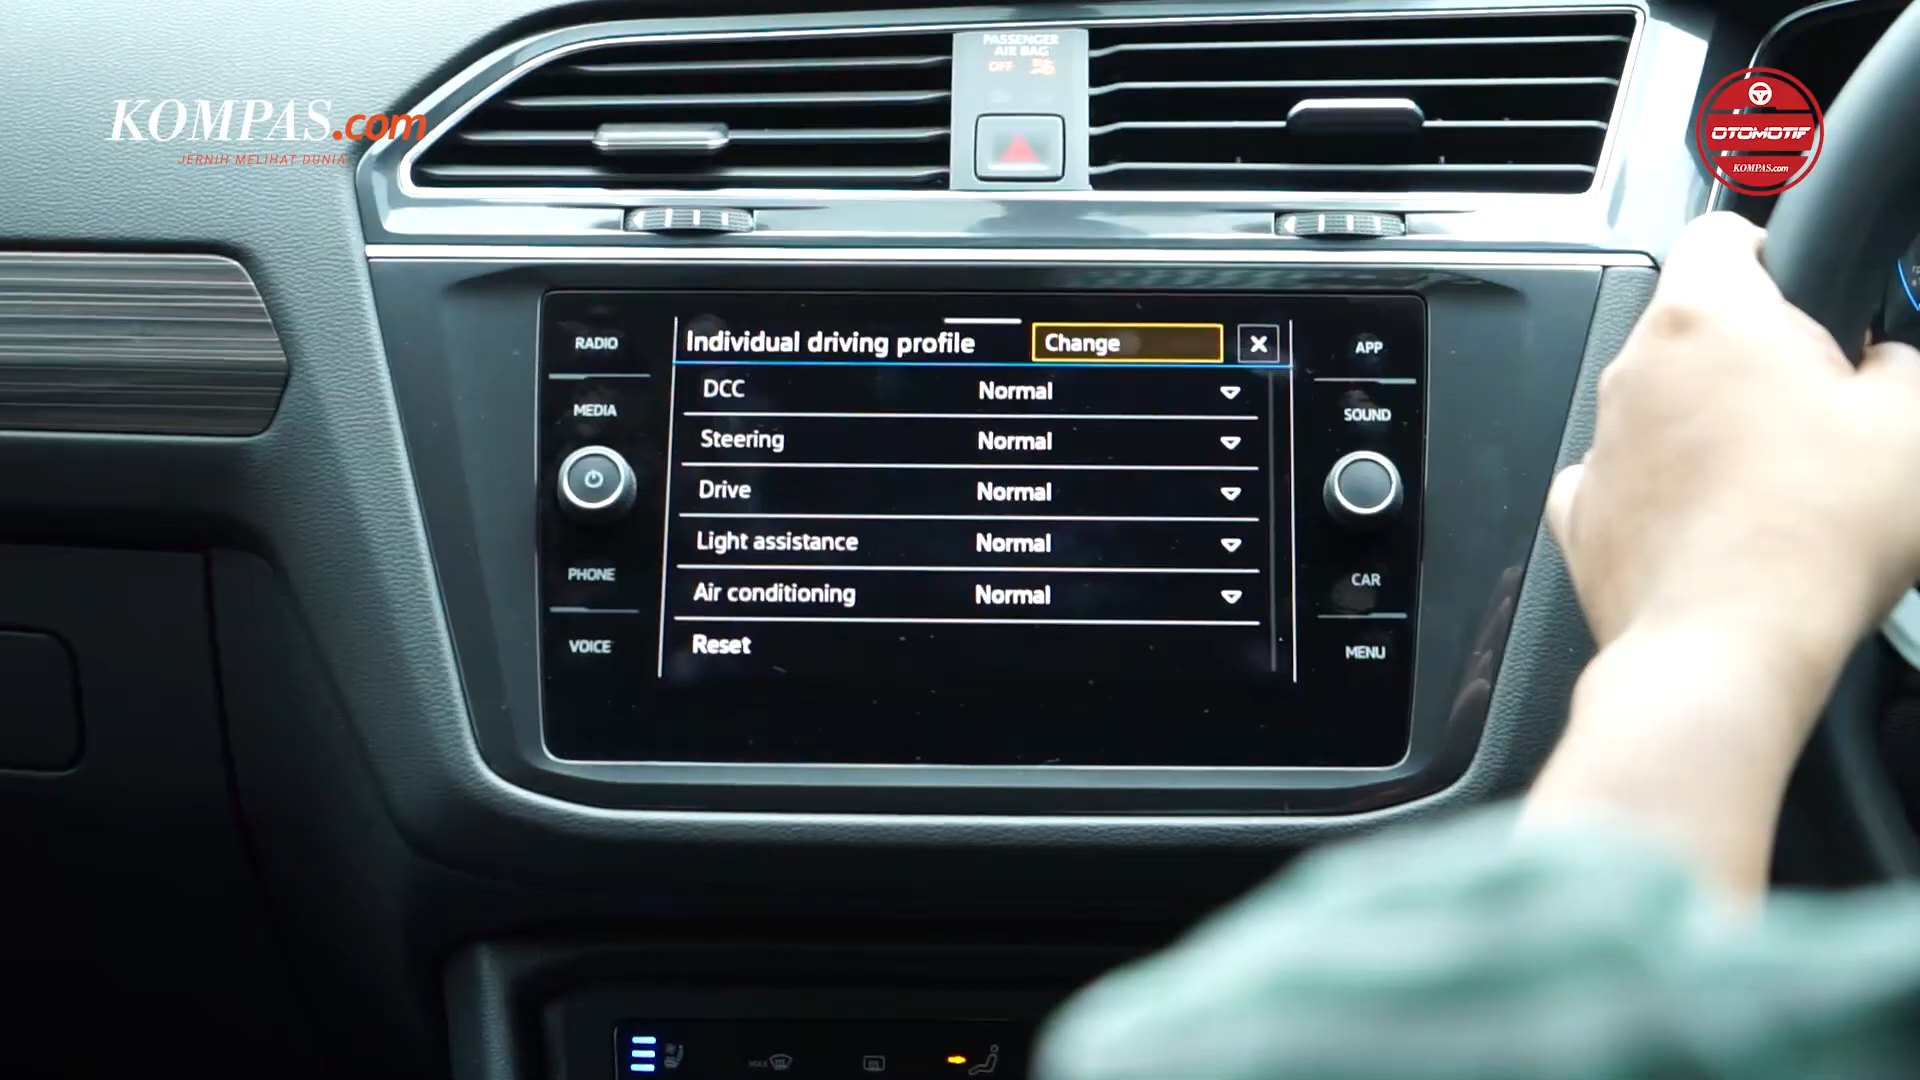 KOMPAS.com
JERNIH MELIHAT DUNIA
PASSENGER
AIR BAG
OFF
OTOMOTIF
KOMPAS.com
RADIO
MEDIA
PHONE
VOICE
Individual driving profile Change X
DCC Normal
Steering Normal
Drive Normal
Light assistance Normal
Air conditioning Normal
Reset
APP
SOUND
CAR
MENU
MAX